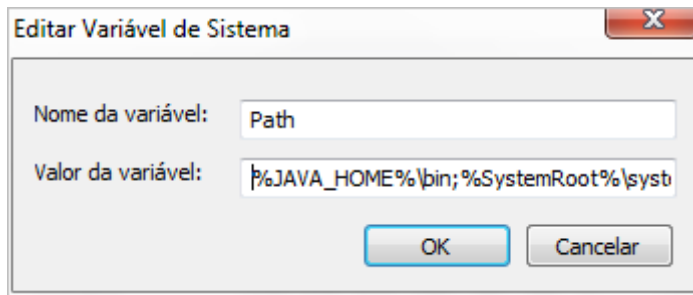 Editar Variável de Sistema
Nome da variável: Path
Valor da variável: %JAVA_HOME%\bin;%SystemRoot%\syst
OK Cancelar